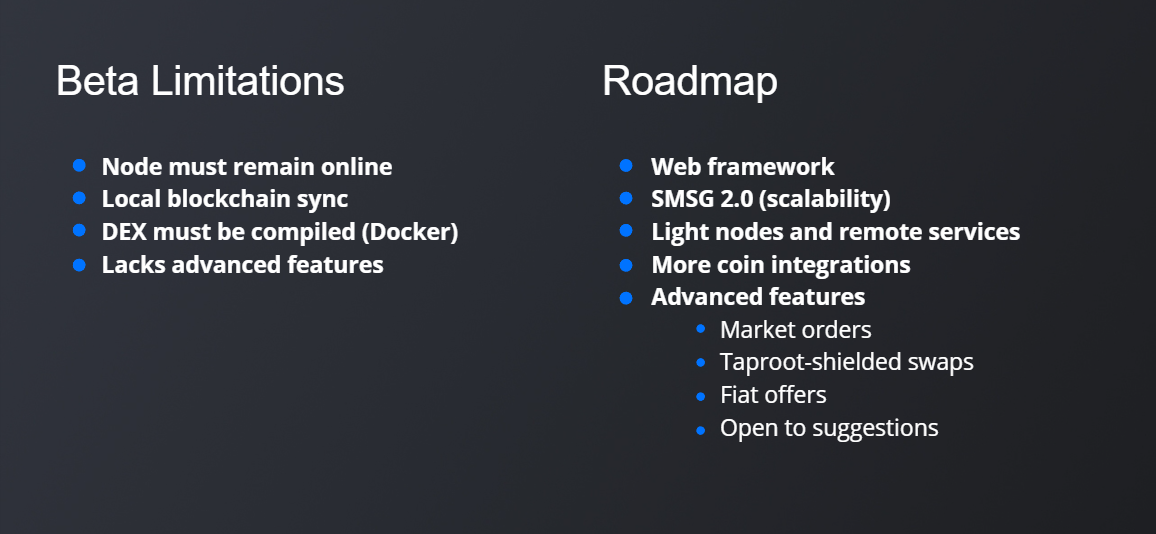 Beta Limitations
Node must remain online
Local blockchain sync
DEX must be compiled (Docker)
Lacks advanced features
Roadmap
Web framework
SMSG 2.0 (scalability)
Light nodes and remote services
More coin integrations
Advanced features
Market orders
Taproot-shielded swaps
Fiat offers
Open to suggestions